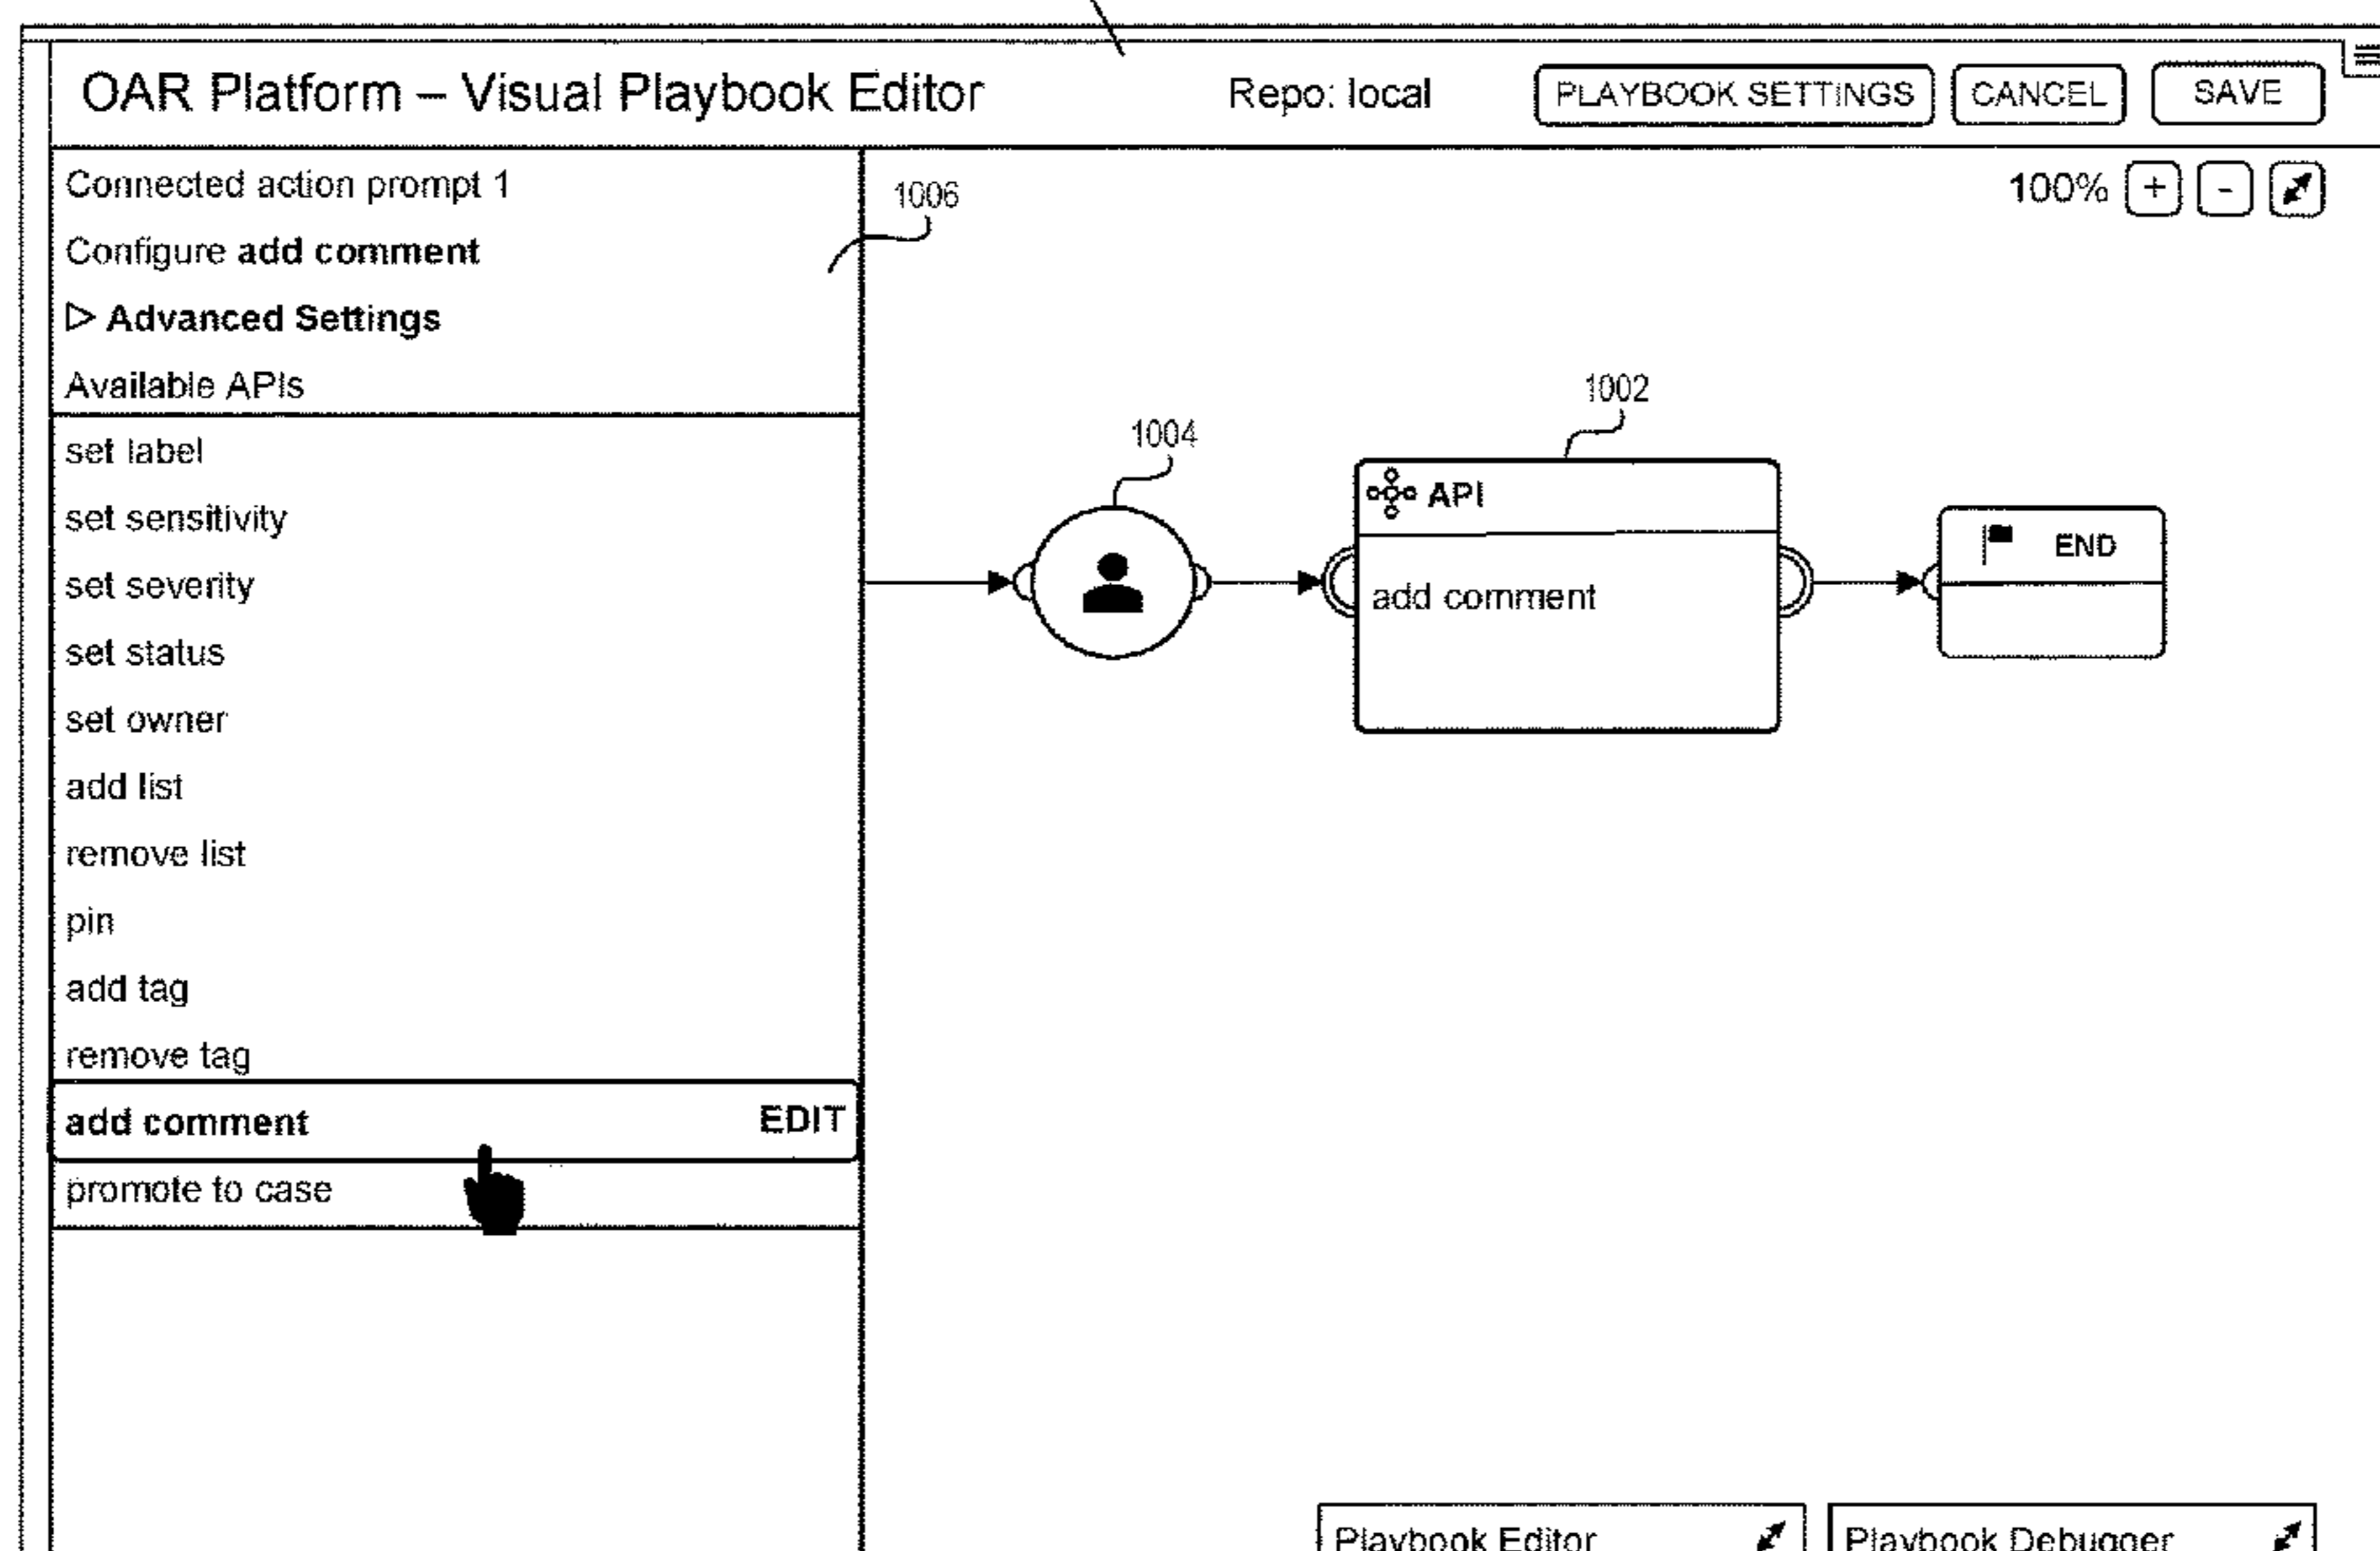 OAR Platform – Visual Playbook Editor
Repo: local
PLAYBOOK SETTINGS
CANCEL
SAVE
Connected action prompt 1
Configure add comment
▷ Advanced Settings
Available APIs
set label
set sensitivity
set severity
set status
set owner
add list
remove list
pin
add tag
remove tag
add comment EDIT
promote to case
1006
100% + -
1004
1002
API
add comment
END
Playbook Editor
Playbook Debugger